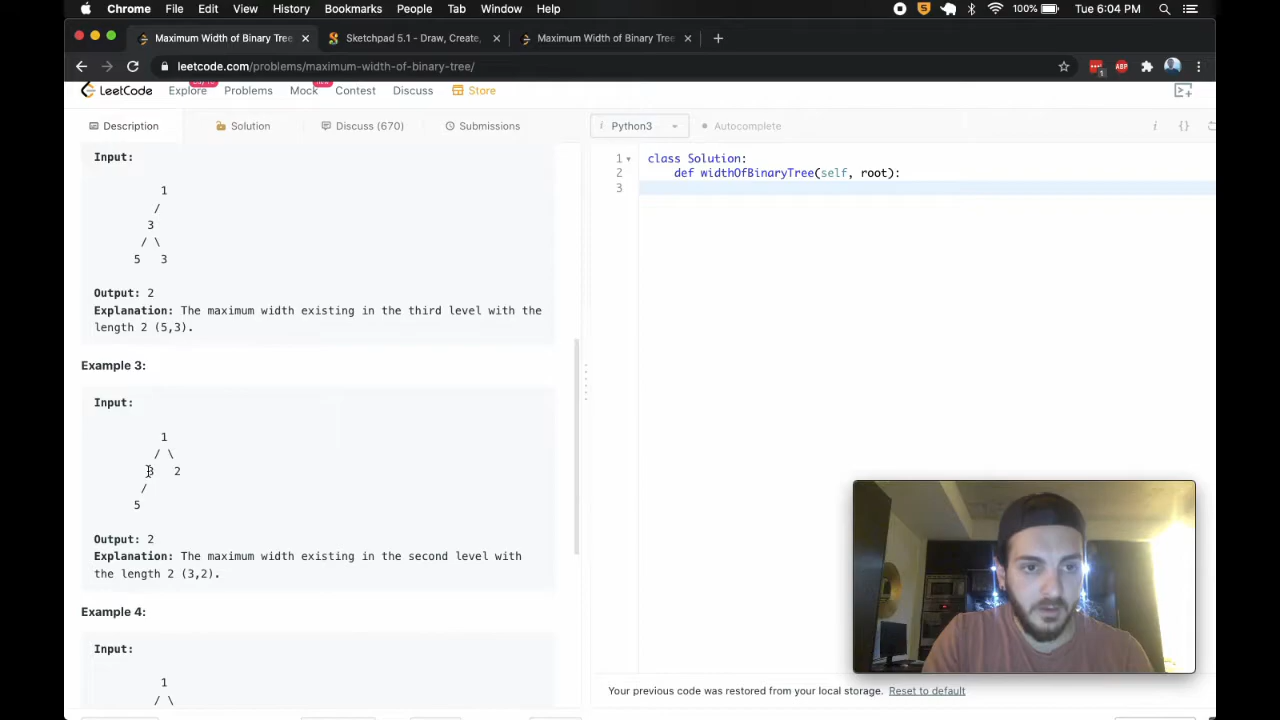 Chrome File Edit View History Bookmarks People Tab Window Help 100% Tue 6:04 PM
Maximum Width of Binary Tree Sketchpad 5.1 - Draw, Create, Maximum Width of Binary Tree
leetcode.com/problems/maximum-width-of-binary-tree/
LeetCode Explore Problems Mock Contest Discuss Store
Description Solution Discuss (670) Submissions
Python3 Autocomplete i {}
Input:
1
/
3
/ \
5 3
Output: 2
Explanation: The maximum width existing in the third level with the
length 2 (5,3).
Example 3:
Input:
1
/ \
3 2
/
5
Output: 2
Explanation: The maximum width existing in the second level with
the length 2 (3,2).
Example 4:
Input:
1
/ \
1 class Solution:
2 def widthOfBinaryTree(self, root):
3
Your previous code was restored from your local storage. Reset to default